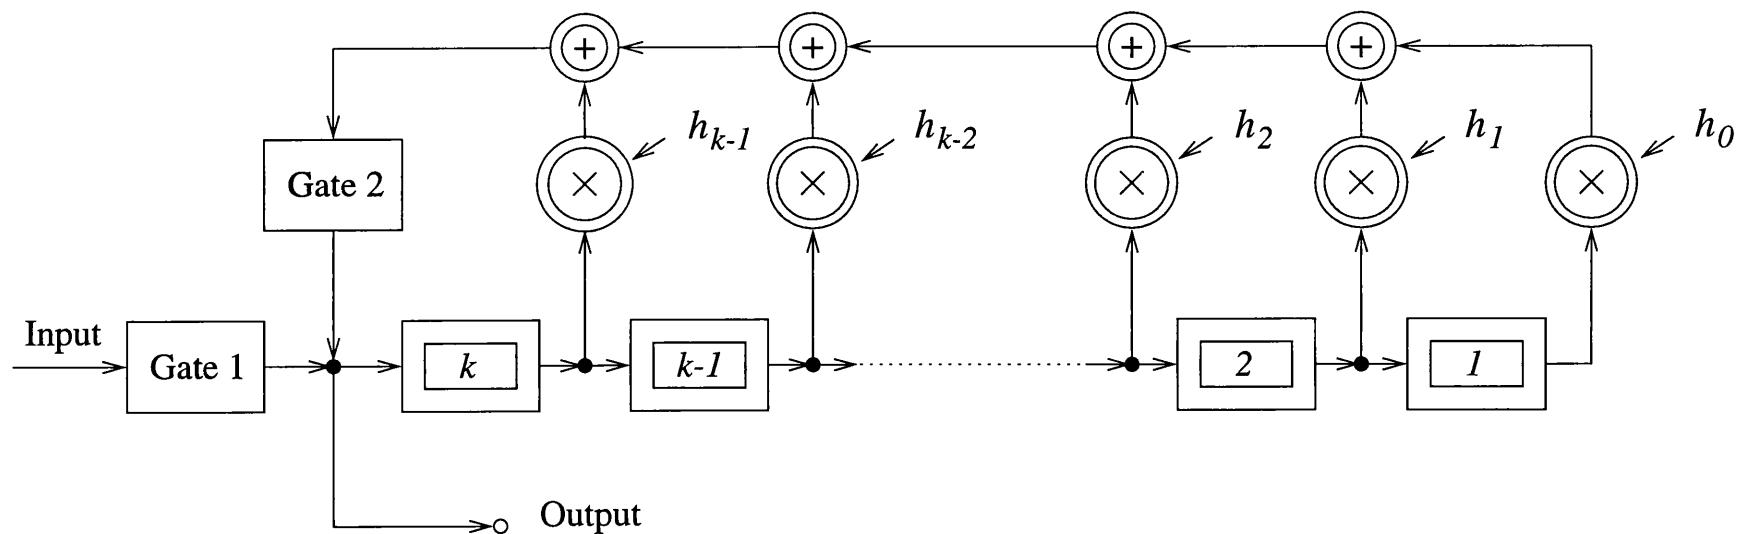 + + + +
h_{k-1} h_{k-2} h_2 h_1 h_0
Gate 2 × × × × ×
Input Gate 1 k k-1 2 1
Output